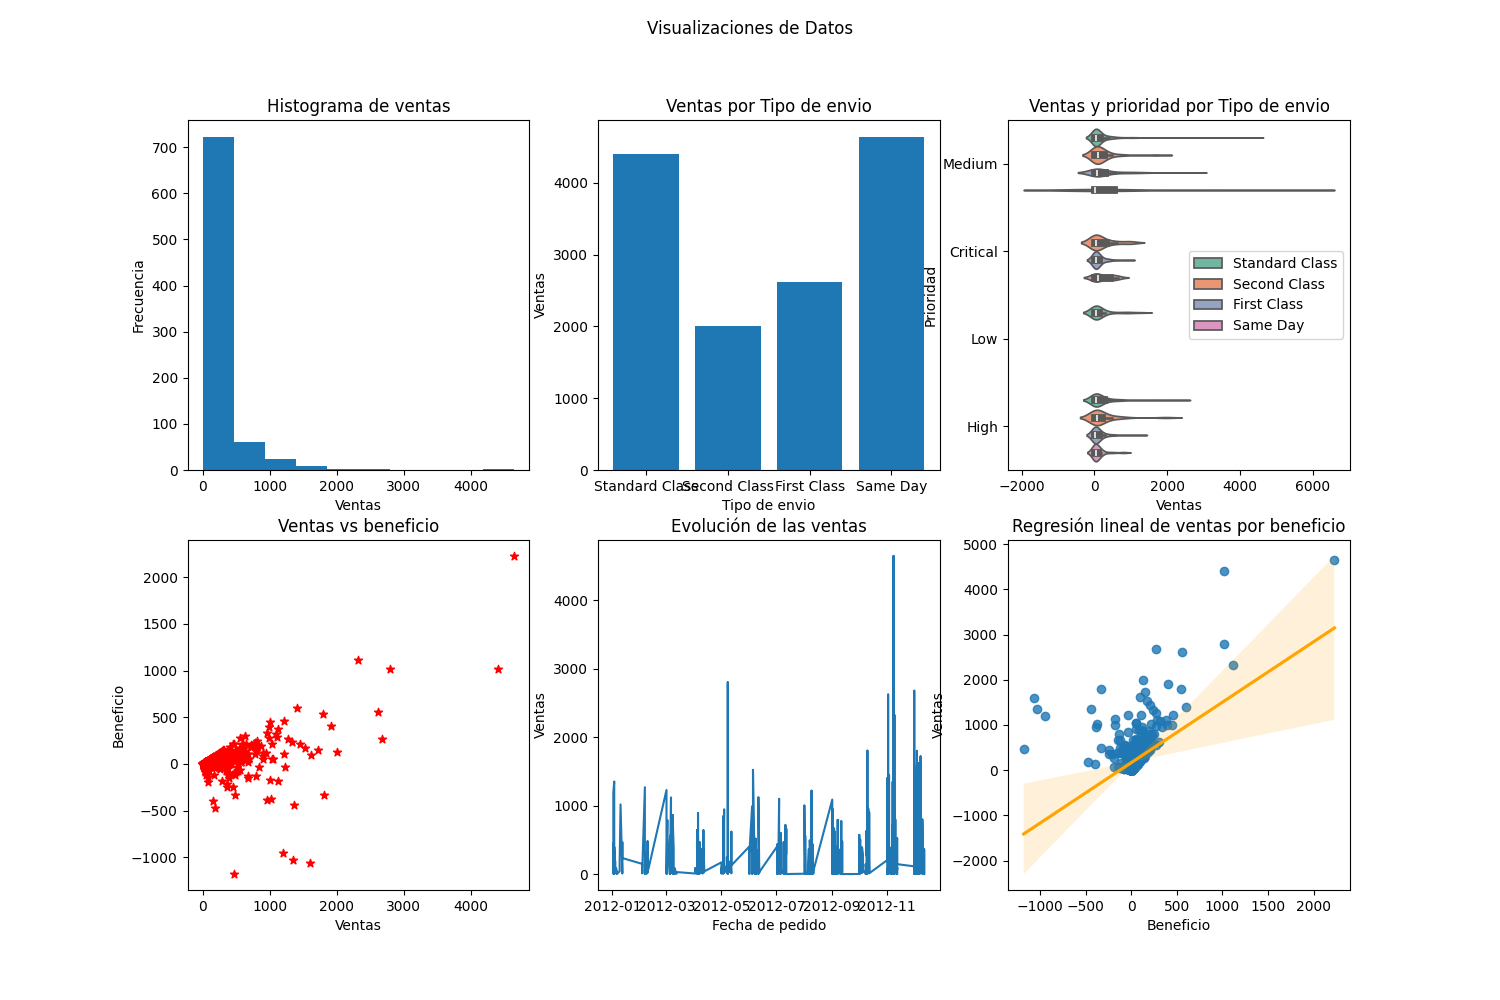 Visualizaciones de Datos
Histograma de ventas
Frecuencia
700
600
500
400
300
200
100
0
0 1000 2000 3000 4000
Ventas
Ventas por Tipo de envio
Ventas
4000
3000
2000
1000
0
Standard Class Second Class First Class Same Day
Tipo de envio
Ventas y prioridad por Tipo de envio
Prioridad
Medium
Critical
Low
High
Standard Class
Second Class
First Class
Same Day
−2000 0 2000 4000 6000
Ventas
Ventas vs beneficio
Beneficio
2000
1500
1000
500
0
−500
−1000
0 1000 2000 3000 4000
Ventas
Evolución de las ventas
Ventas
4000
3000
2000
1000
0
2012-01 2012-03 2012-05 2012-07 2012-09 2012-11
Fecha de pedido
Regresión lineal de ventas por beneficio
Ventas
5000
4000
3000
2000
1000
0
−1000
−2000
−1000 −500 0 500 1000 1500 2000
Beneficio